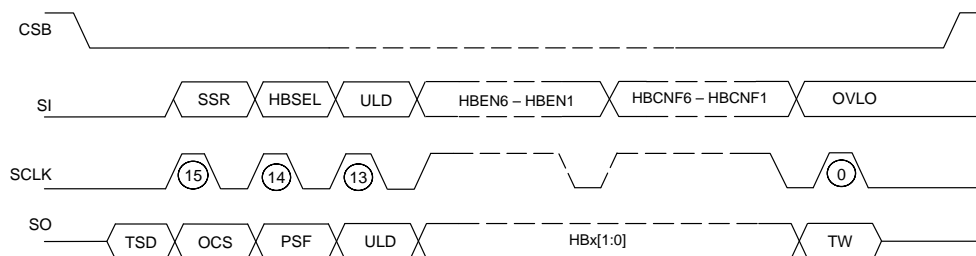 CSB
SI SSR HBSEL ULD HBEN6 – HBEN1 HBCNF6 – HBCNF1 OVLO
SCLK 15 14 13 0
SO TSD OCS PSF ULD HBx[1:0] TW